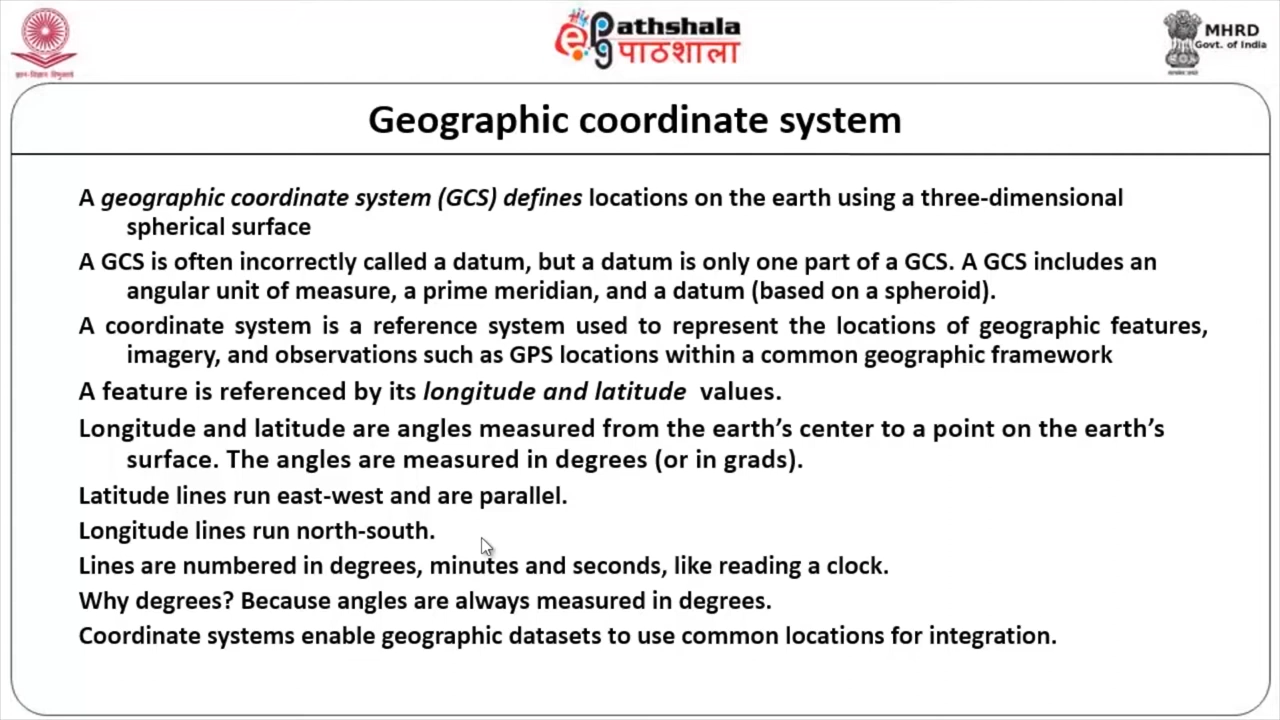 ज्ञान-विज्ञान विमुक्तये
ePathshala
पाठशाला
MHRD
Govt. of India
Geographic coordinate system
A geographic coordinate system (GCS) defines locations on the earth using a three-dimensional
spherical surface
A GCS is often incorrectly called a datum, but a datum is only one part of a GCS. A GCS includes an
angular unit of measure, a prime meridian, and a datum (based on a spheroid).
A coordinate system is a reference system used to represent the locations of geographic features,
imagery, and observations such as GPS locations within a common geographic framework
A feature is referenced by its longitude and latitude values.
Longitude and latitude are angles measured from the earth’s center to a point on the earth’s
surface. The angles are measured in degrees (or in grads).
Latitude lines run east-west and are parallel.
Longitude lines run north-south.
Lines are numbered in degrees, minutes and seconds, like reading a clock.
Why degrees? Because angles are always measured in degrees.
Coordinate systems enable geographic datasets to use common locations for integration.